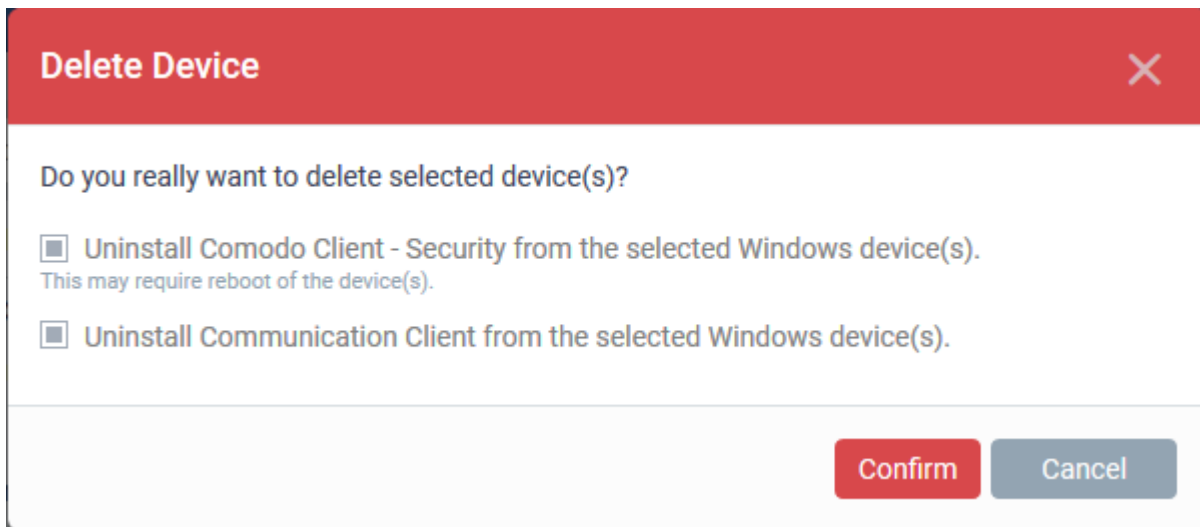 Delete Device
Do you really want to delete selected device(s)?
Uninstall Comodo Client - Security from the selected Windows device(s).
This may require reboot of the device(s).
Uninstall Communication Client from the selected Windows device(s).
Confirm
Cancel